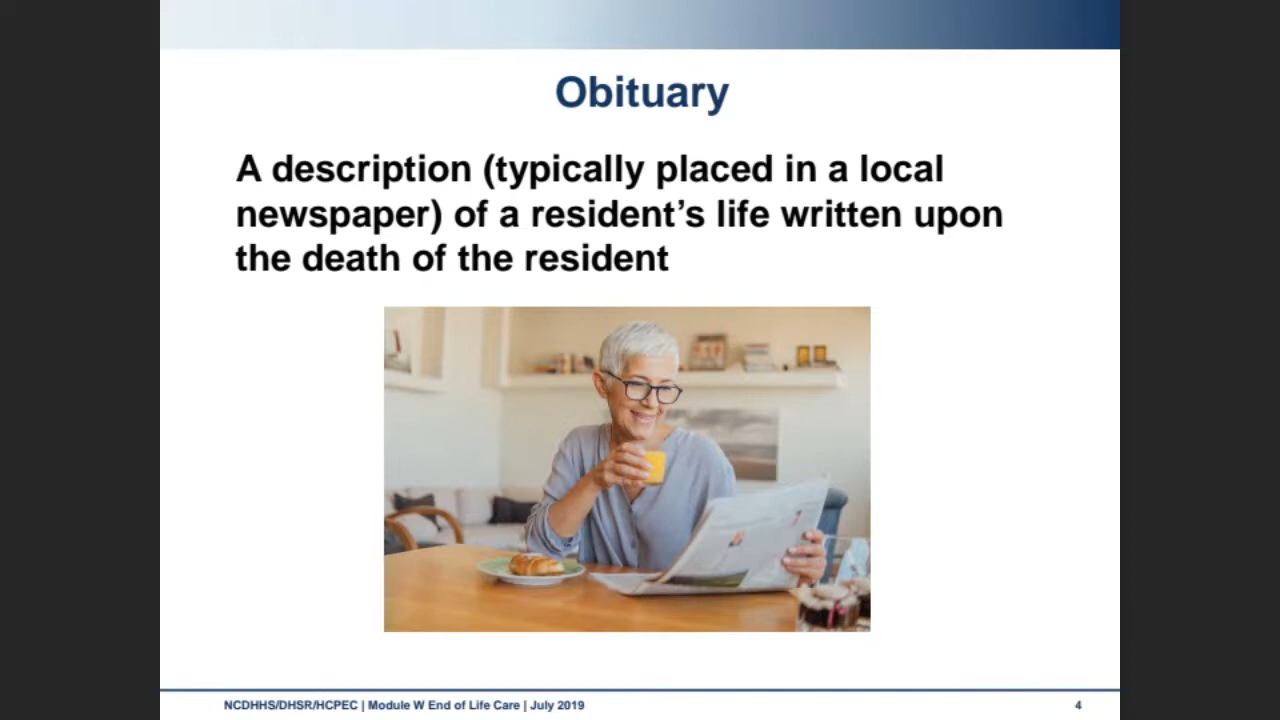 Obituary
A description (typically placed in a local
newspaper) of a resident’s life written upon
the death of the resident
NCDHHS/DHSR/HCPEC | Module W End of Life Care | July 2019
4